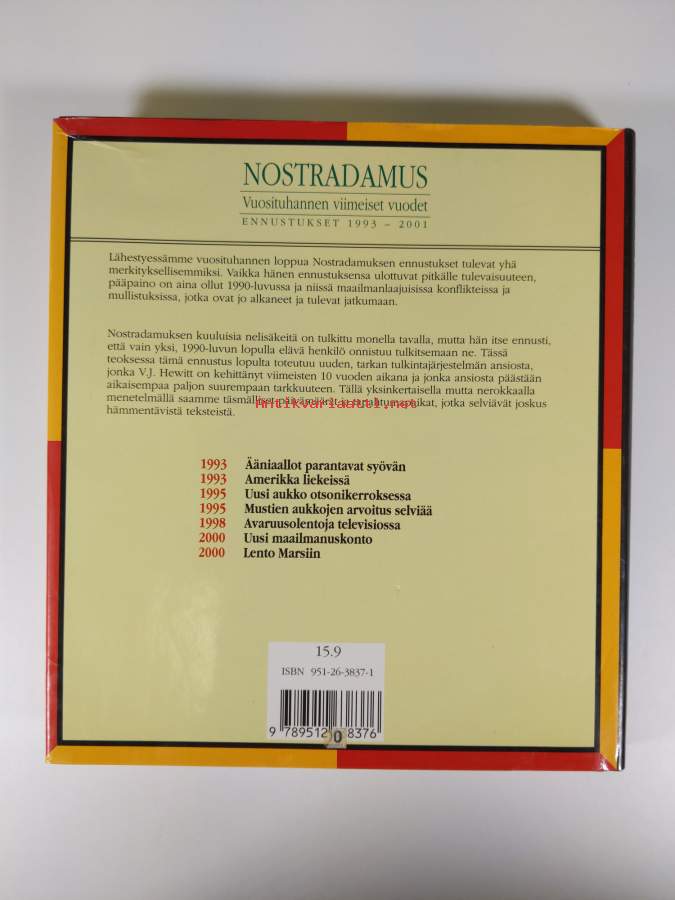 NOSTRADAMUS
Vuosituhannen viimeiset vuodet
ENNUSTUKSET 1993 – 2001
Lähestyessämme vuosituhannen loppua Nostradamuksen ennustukset tulevat yhä
merkityksellisemmiksi. Vaikka hänen ennustuksensa ulottuvat pitkälle tulevaisuuteen,
pääpaino on aina ollut 1990-luvussa ja niissä maailmanlaajuisissa konflikteissa ja
mullistuksissa, jotka ovat jo alkaneet ja tulevat jatkumaan.
Nostradamuksen kuuluisia nelisäkeitä on tulkittu monella tavalla, mutta hän itse ennusti,
että vain yksi, 1990-luvun lopulla elävä henkilö onnistuu tulkitsemaan ne. Tässä
teoksessa tämä ennustus lopulta toteutuu uuden, tarkan tulkintajärjestelmän ansiosta,
jonka V.J. Hewitt on kehittänyt viimeisten 10 vuoden aikana ja jonka ansiosta päästään
aikaisempaa paljon suurempaan tarkkuuteen. Tällä yksinkertaisella mutta nerokkaalla
menetelmällä saamme täsmälliset päivämäärät ja tapahtumapaikat, jotka selviävät joskus
hämmentävistä teksteistä.
Antikvariaatti.net
1993 Ääniaallot parantavat syövän
1993 Amerikka liekeissä
1995 Uusi aukko otsonikerroksessa
1995 Mustien aukkojen arvoitus selviää
1998 Avaruusolentoja televisiossa
2000 Uusi maailmanuskonto
2000 Lento Marsiin
15.9
ISBN 951-26-3837-1
9 789512 8376
0